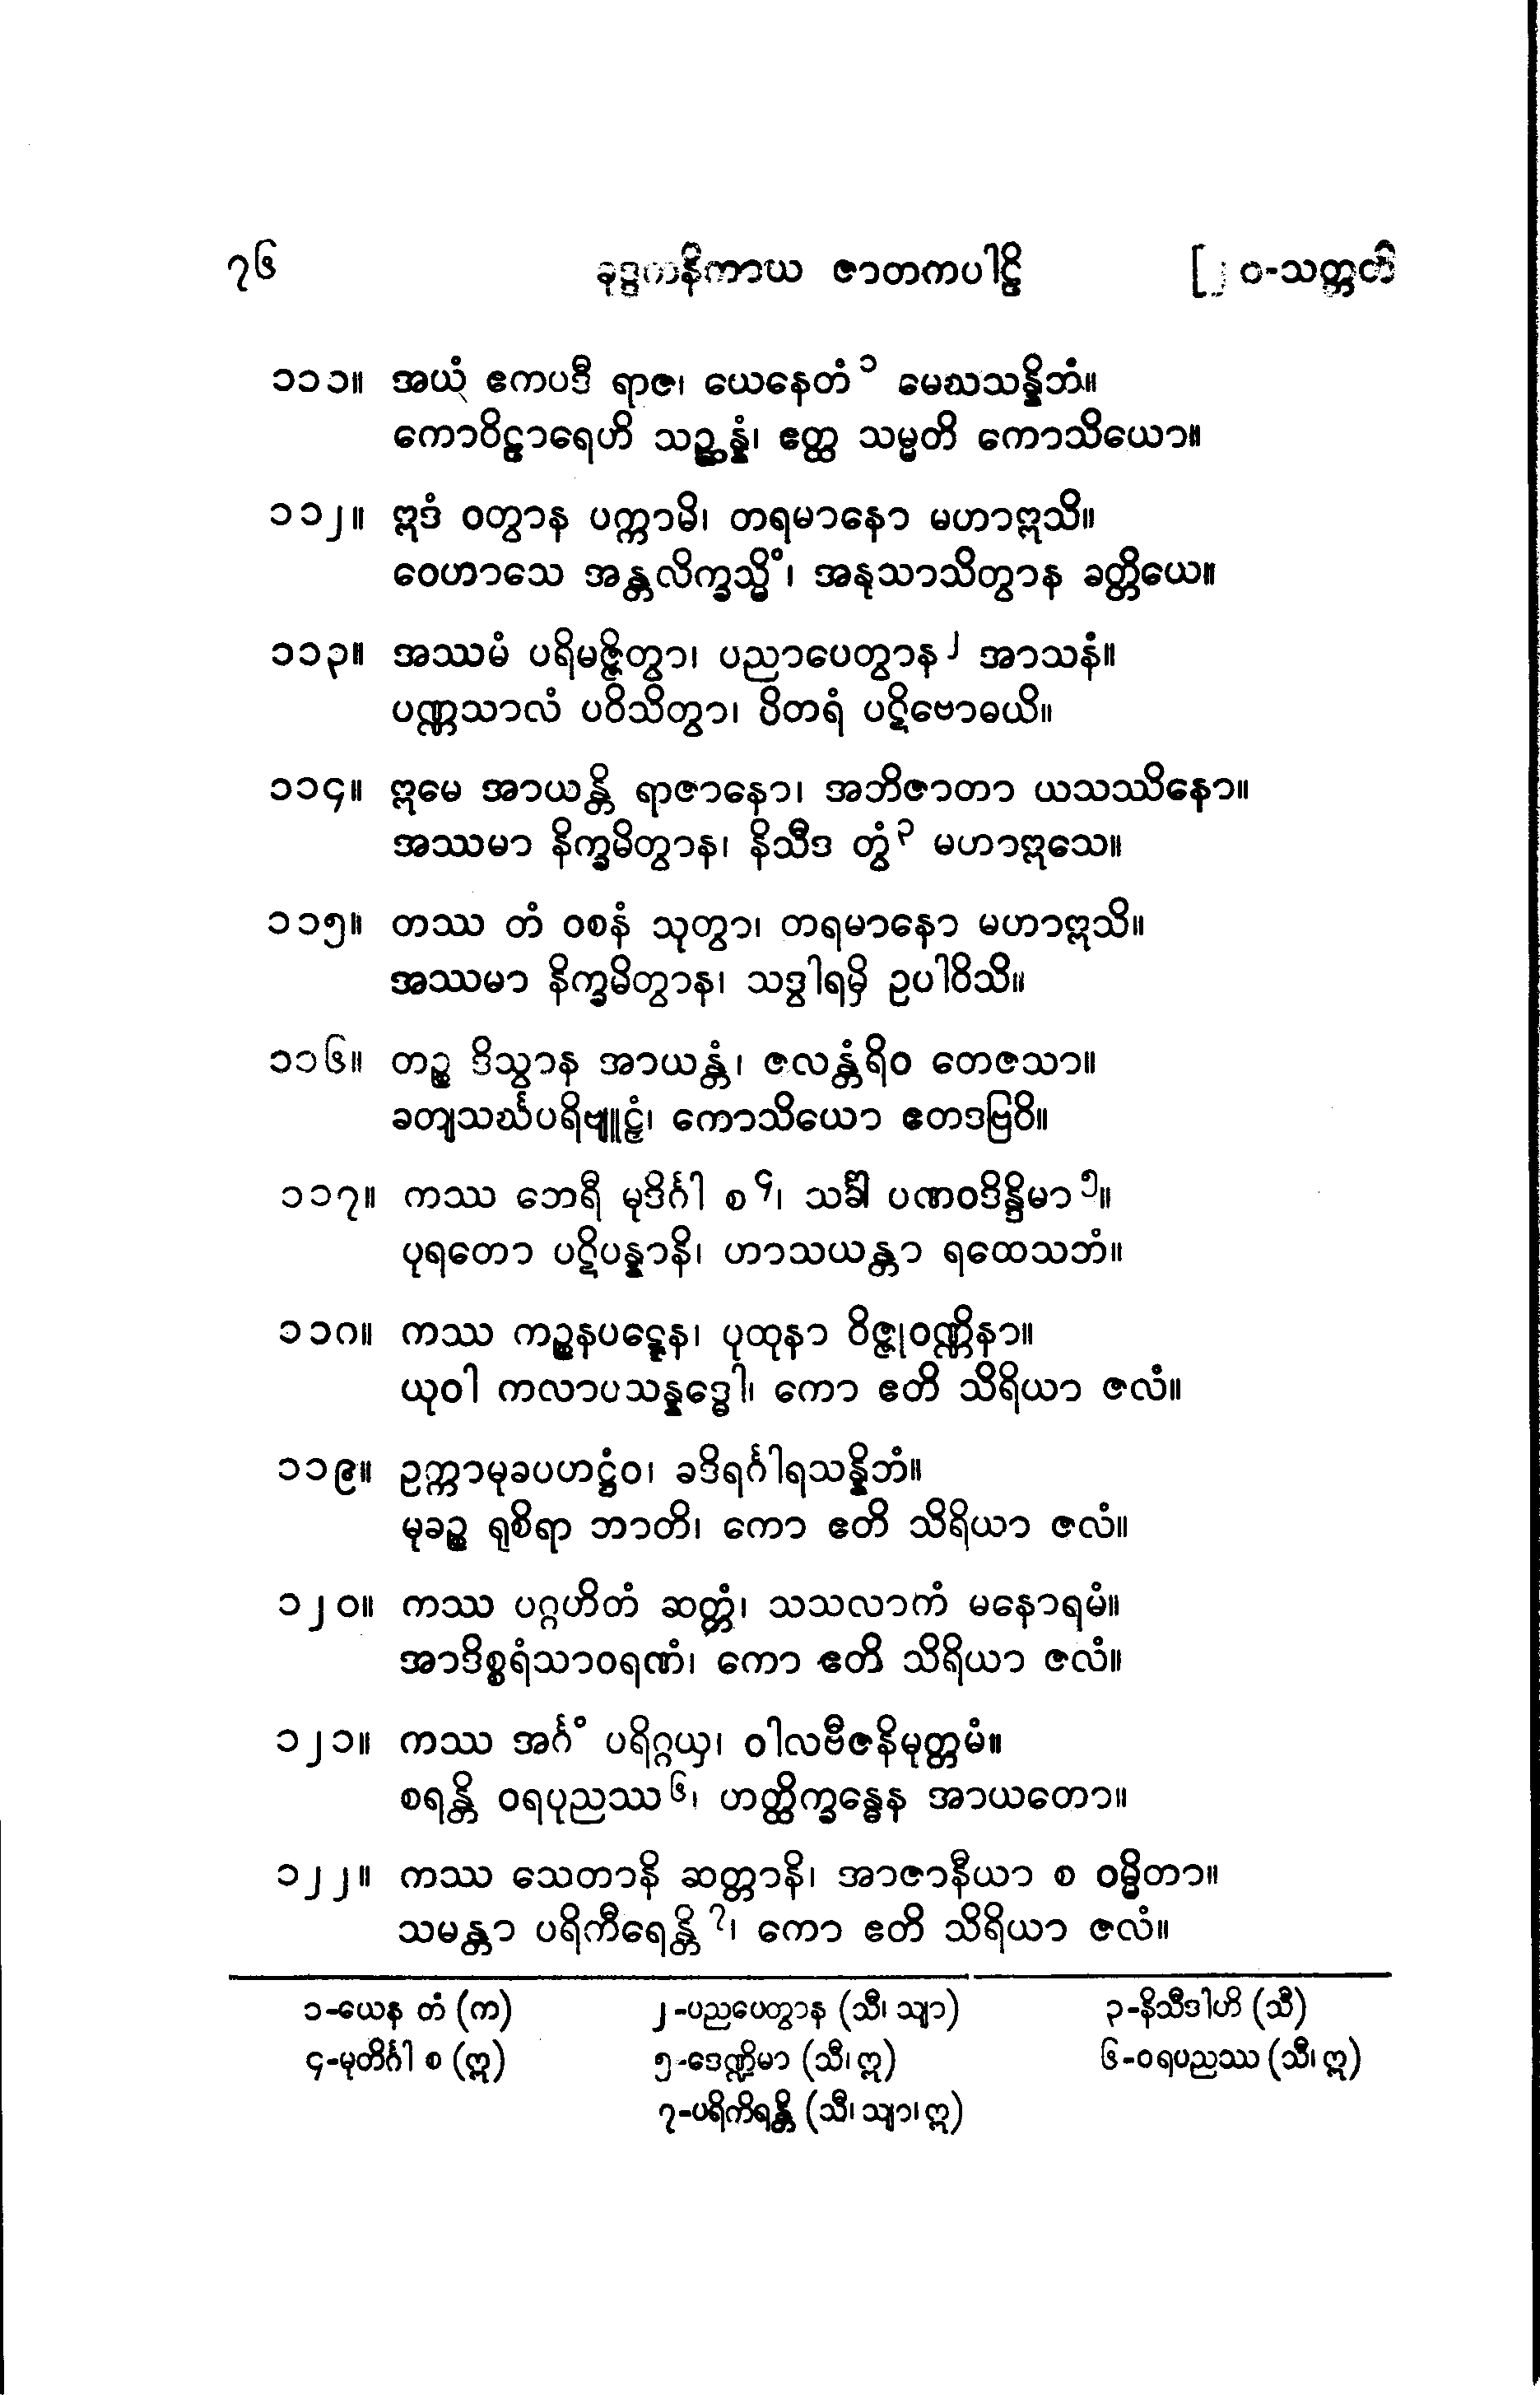 ၇၆ ခုဒ္ဒကနိကာယ ဇာတကပါဠိ [၂၀-သတ္တတိ
၁၁၁။ အယံ ဧကပဒီ ရာဇ၊ ယေနေတံ ၁ မေဃသန္နိဘံ။
ကောဝိဠာရေဟိ သဉ္ဆန္နံ၊ ဧတ္ထ သမ္မတိ ကောသိယော။
၁၁၂။ ဣဒံ ဝတွာန ပက္ကာမိ၊ တရမာနော မဟာဣသိ။
ဝေဟာသေ အန္တလိက္ခသ္မိံ၊ အနုသာသိတွာန ခတ္တိယေ။
၁၁၃။ အဿမံ ပရိမဇ္ဇိတွာ၊ ပညာပေတွာန ၂ အာသနံ။
ပဏ္ဏသာလံ ပဝိသိတွာ၊ ပိတရံ ပဋိဗောဓယိ။
၁၁၄။ ဣမေ အာယန္တိ ရာဇာနော၊ အဘိဇာတာ ယသဿိနော။
အဿမာ နိက္ခမိတွာန၊ နိသီဒ တွံ ၃ မဟာဣသေ။
၁၁၅။ တဿ တံ ဝစနံ သုတွာ၊ တရမာနော မဟာဣသိ။
အဿမာ နိက္ခမိတွာန၊ သဒွါရမှိ ဥပါဝိသိ။
၁၁၆။ တဉ္စ ဒိသွာန အာယန္တံ၊ ဇလန္တံရိဝ တေဇသာ။
ခတျသင်္ဃပရိဗျူဠှံ၊ ကောသိယော ဧတဒဗြဝိ။
၁၁၇။ ကဿ ဘေရီ မုဒိင်္ဂါ စ ၄၊ သင်္ခါ ပဏဝဒိန္ဒိမာ ၅။
ပုရတော ပဋိပန္နာနိ၊ ဟာသယန္တာ ရထေသဘံ။
၁၁၈။ ကဿ ကဉ္စနပဋ္ဋေန၊ ပုထုနာ ဝိဇ္ဇုဝဏ္ဏိနာ။
ယုဝါ ကလာပသန္နဒ္ဓေါ၊ ကော ဧတိ သိရိယာ ဇလံ။
၁၁၉။ ဥက္ကာမုခပဟဋ္ဌံဝ၊ ခဒိရင်္ဂါရသန္နိဘံ။
မုခဉ္စ ရုစိရာ ဘာတိ၊ ကော ဧတိ သိရိယာ ဇလံ။
၁၂၀။ ကဿ ပဂ္ဂဟိတံ ဆတ္တံ၊ သသလာကံ မနောရမံ။
အာဒိစ္စရံသာဝရဏံ၊ ကော ဧတိ သိရိယာ ဇလံ။
၁၂၁။ ကဿ အင်္ဂံ ပရိဂ္ဂယှ၊ ဝါလဗီဇနိမုတ္တမံ။
စရန္တိ ဝရပုညဿ ၆၊ ဟတ္ထိက္ခန္ဓေန အာယတော။
၁၂၂။ ကဿ သေတာနိ ဆတ္တာနိ၊ အာဇာနီယာ စ ဝမ္မိတာ။
သမန္တာ ပရိကီရေန္တိ ၇၊ ကော ဧတိ သိရိယာ ဇလံ။
၁-ယေန တံ (က) ၂-ပညပေတွာန (သီ၊ သျာ) ၃-နိသီဒါဟိ (သီ)
၄-မုတိင်္ဂါ စ (ဣ) ၅-ဒေဏ္ဍိမာ (သီ၊ ဣ) ၆-ဝရပညဿ (သီ၊ ဣ)
၇-ပရိကိရန္တိ (သီ၊ သျာ၊ ဣ)